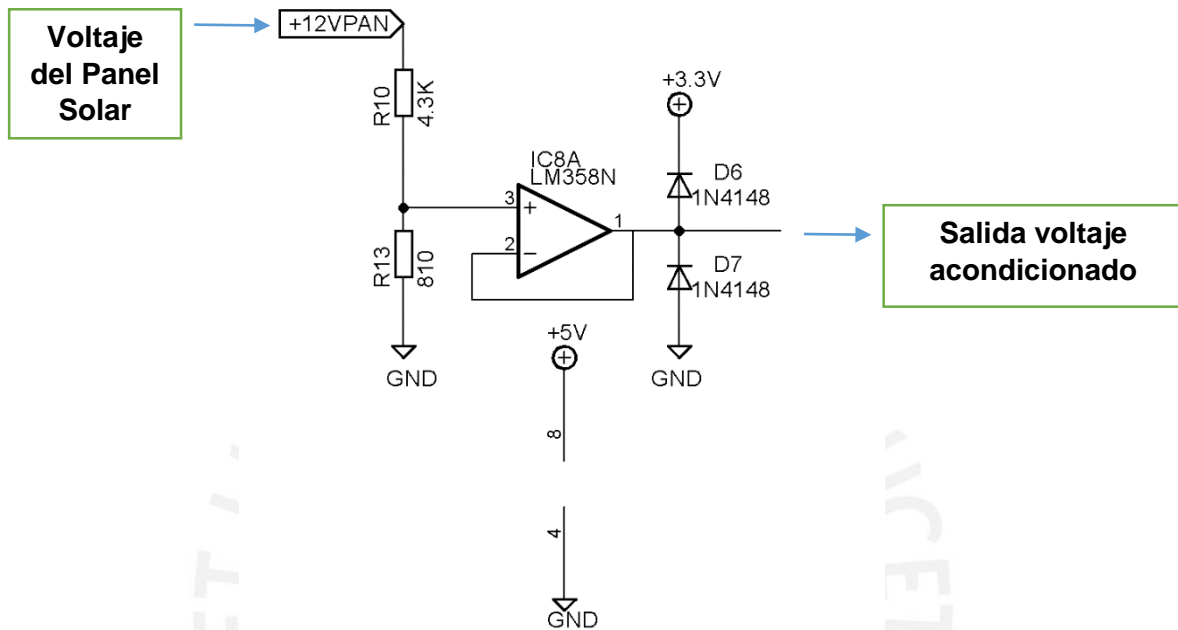 Voltaje
del Panel
Solar
+12VPAN
R10
4.3K
+3.3V
IC8A
LM358N
D6
1N4148
3
+
1
2
−
R13
810
D7
1N4148
Salida voltaje
acondicionado
GND
+5V
GND
8
4
GND